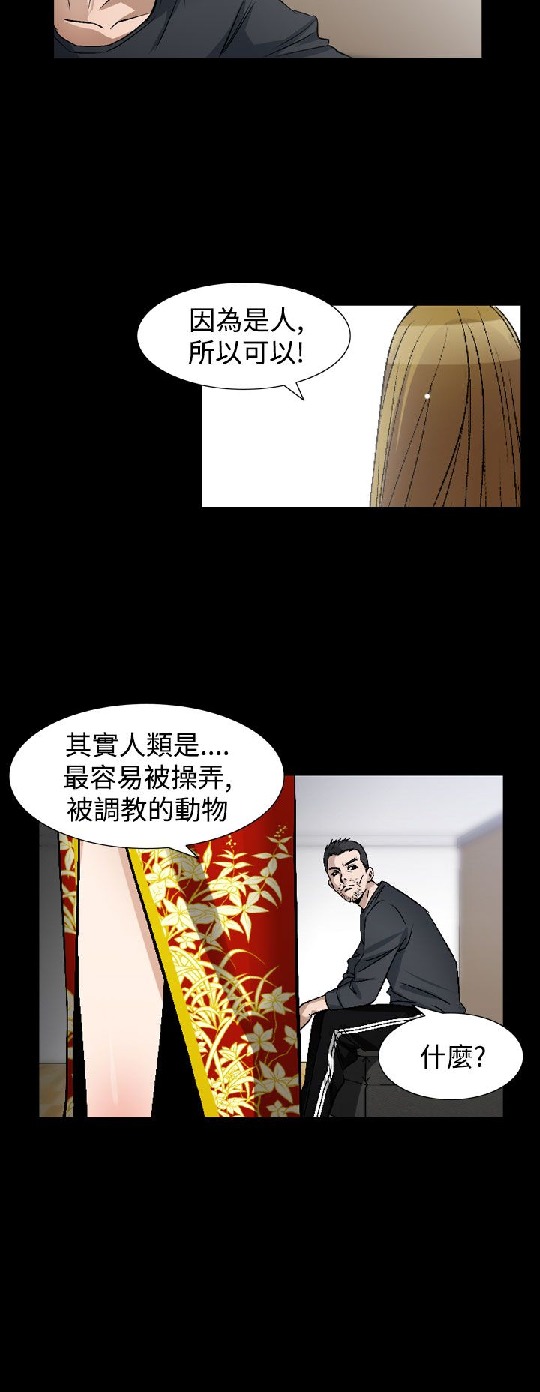 因為是人,
所以可以!
其實人類是....
最容易被操弄,
被調教的動物
什麼?